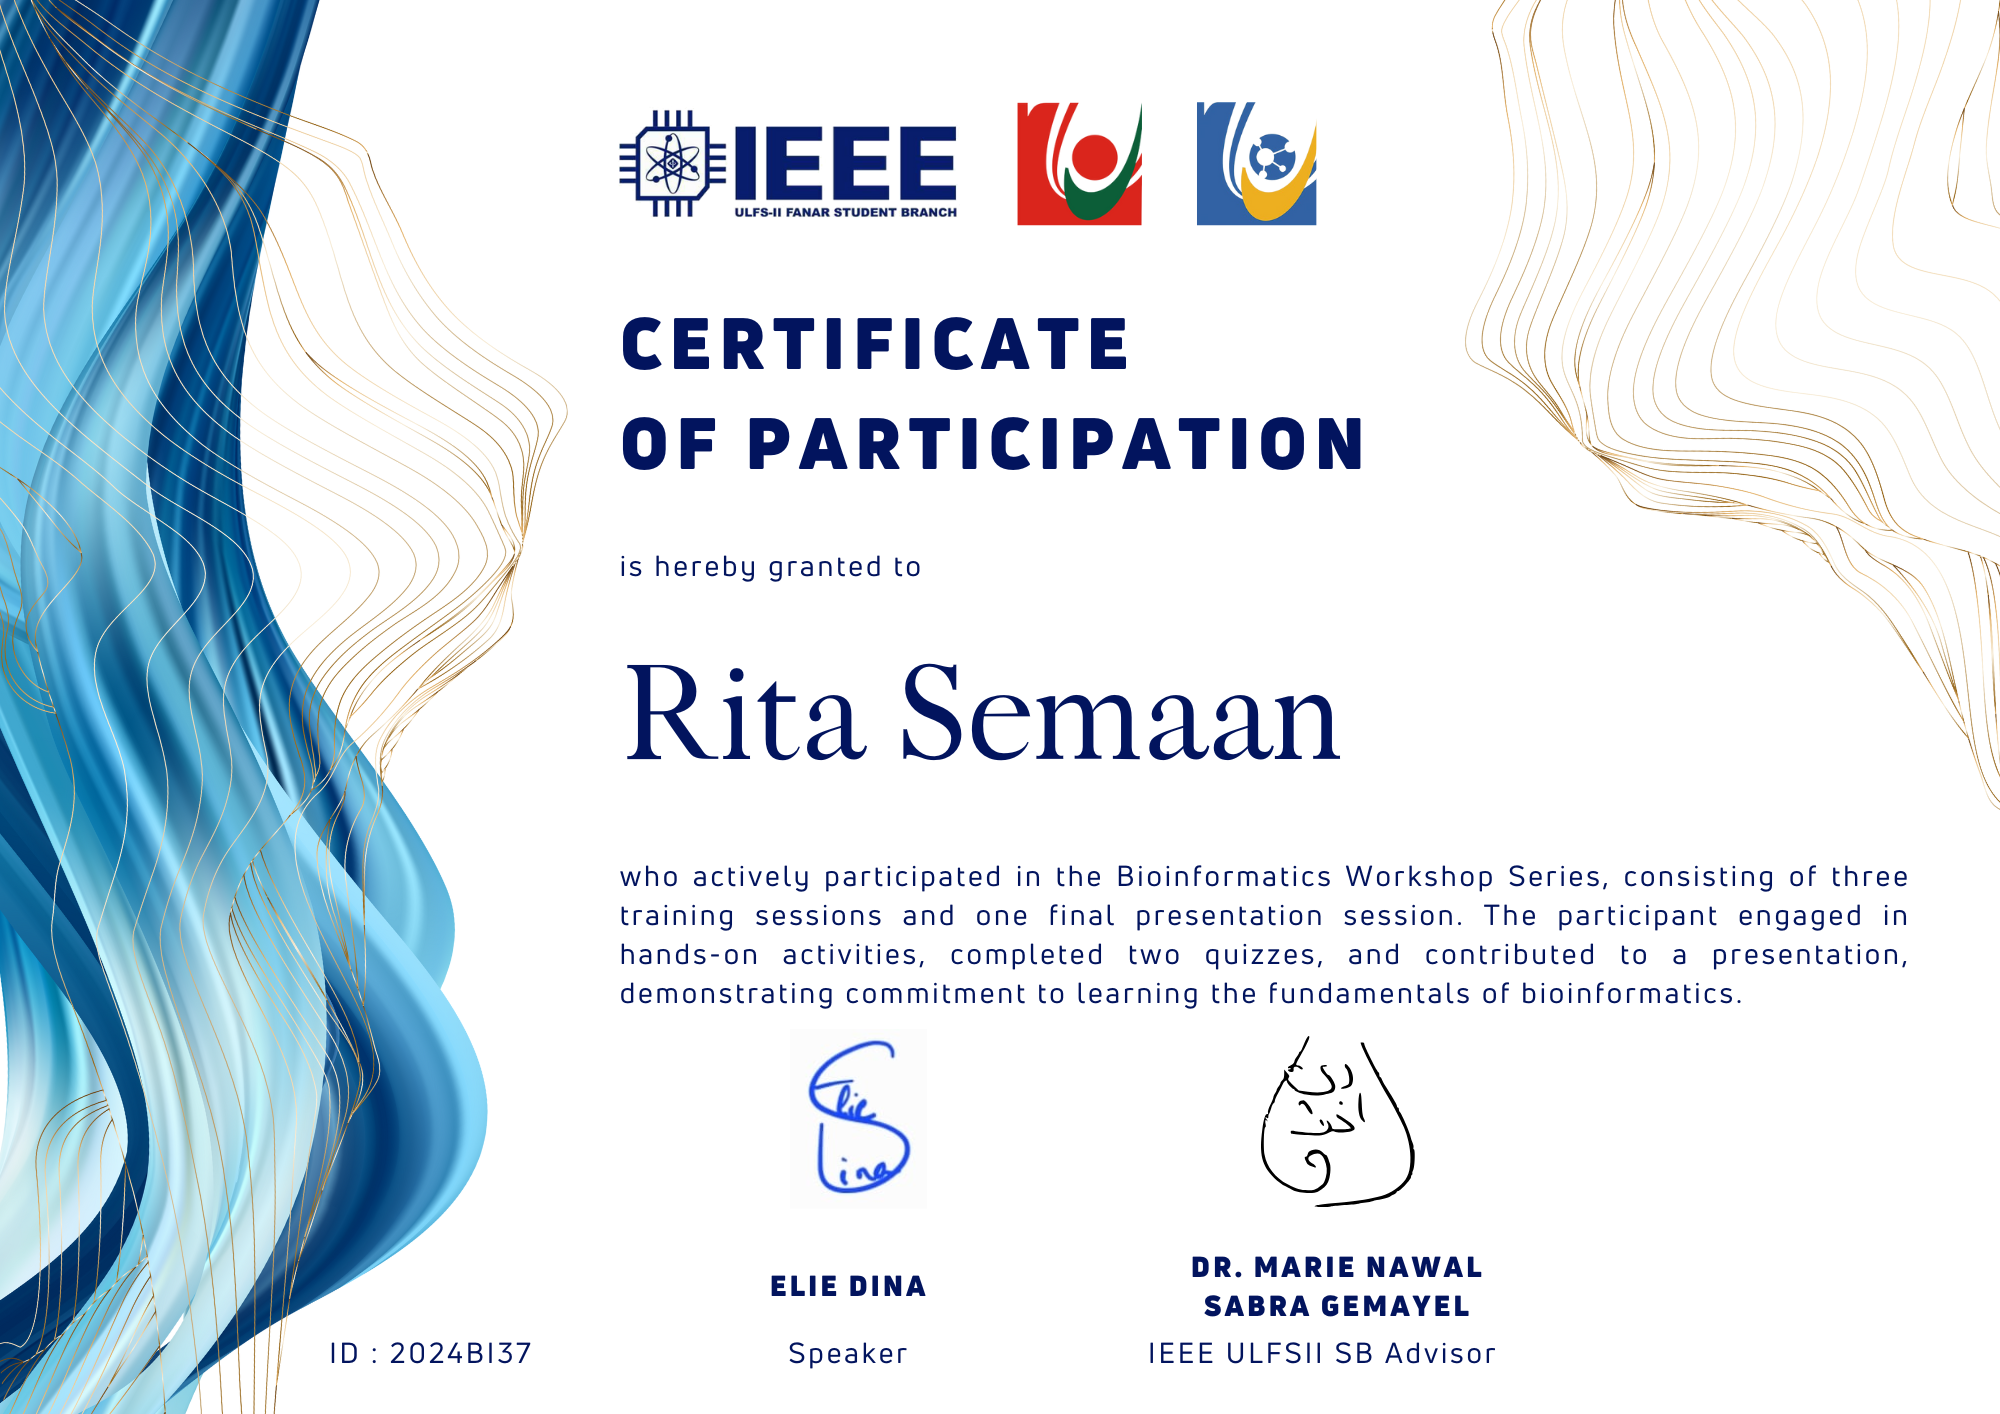 IEEE
ULFS-II FANAR STUDENT BRANCH
CERTIFICATE
OF PARTICIPATION
is hereby granted to
Rita Semaan
who actively participated in the Bioinformatics Workshop Series, consisting of three
training sessions and one final presentation session. The participant engaged in
hands-on activities, completed two quizzes, and contributed to a presentation,
demonstrating commitment to learning the fundamentals of bioinformatics.
Elie
Dina
ELIE DINA
Speaker
DR. MARIE NAWAL
SABRA GEMAYEL
IEEE ULFSII SB Advisor
ID : 2024BI37